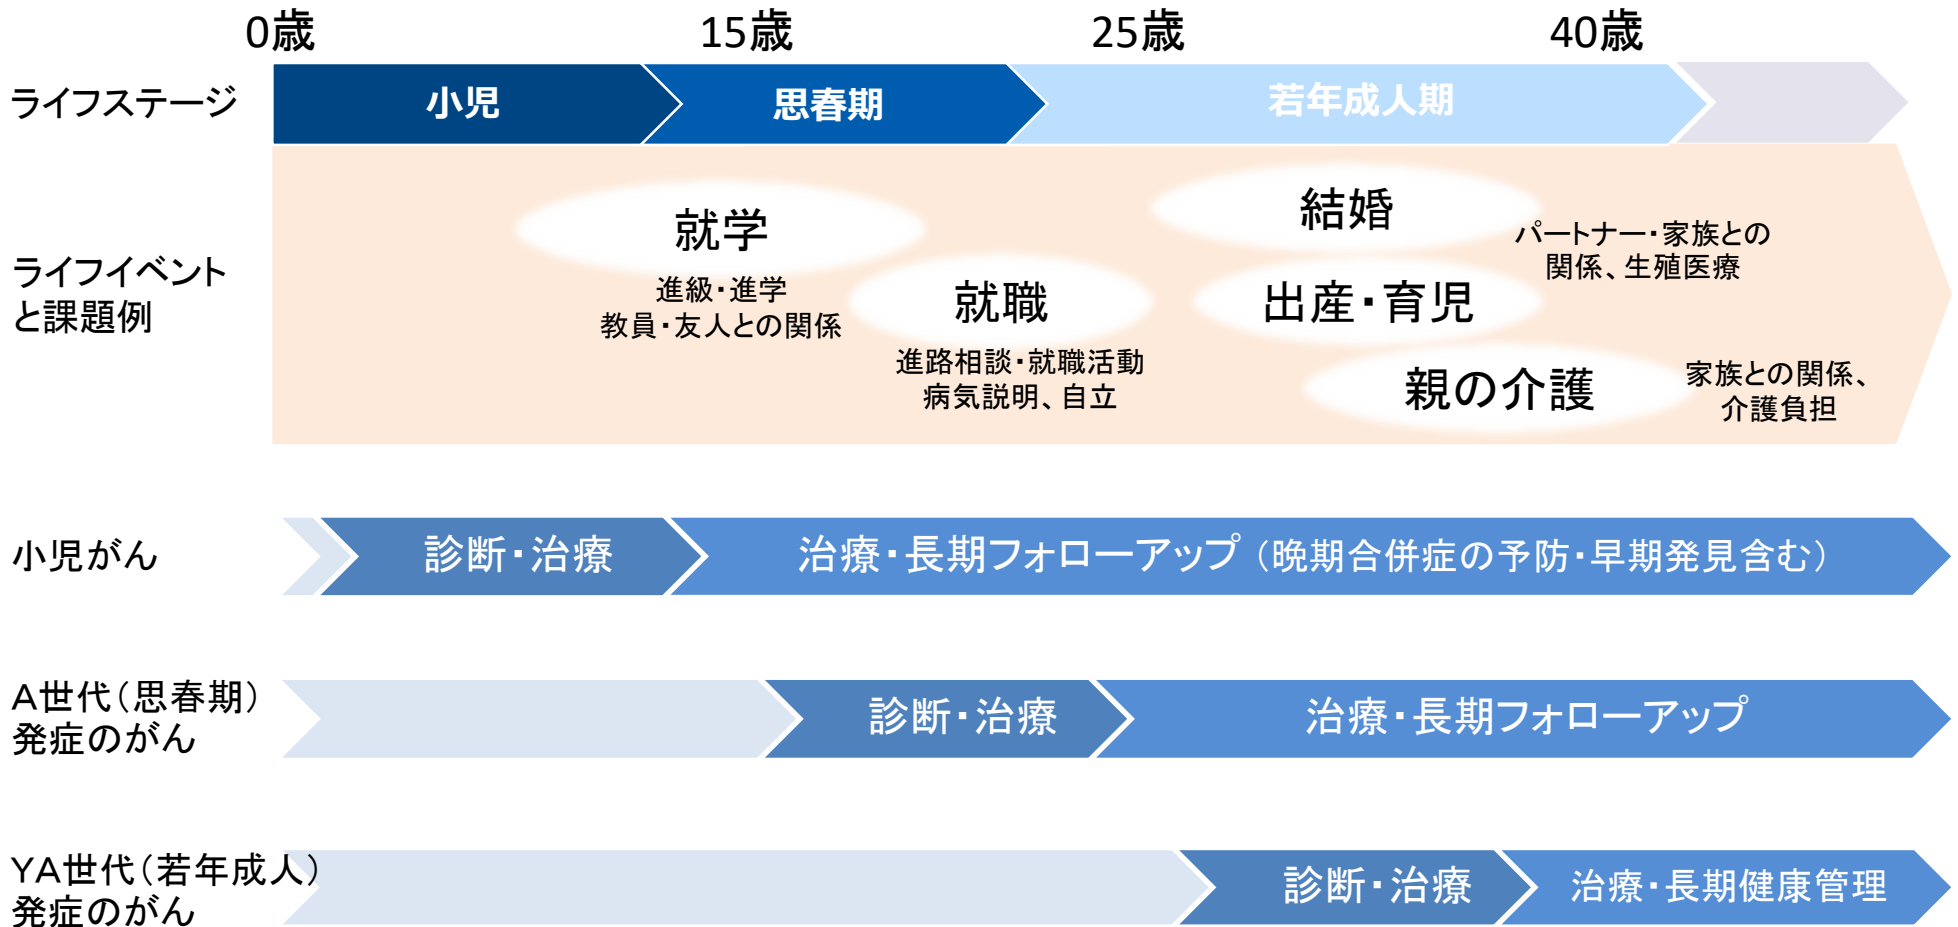 0歳
15歳
25歳
40歳
ライフステージ
小児
思春期
若年成人期
ライフイベント
と課題例
就学
進級・進学
教員・友人との関係
就職
進路相談・就職活動
病気説明、自立
結婚
パートナー・家族との
関係、生殖医療
出産・育児
親の介護
家族との関係、
介護負担
小児がん
診断・治療
治療・長期フォローアップ（晩期合併症の予防・早期発見含む）
A世代（思春期）
発症のがん
診断・治療
治療・長期フォローアップ
YA世代（若年成人）
発症のがん
診断・治療
治療・長期健康管理